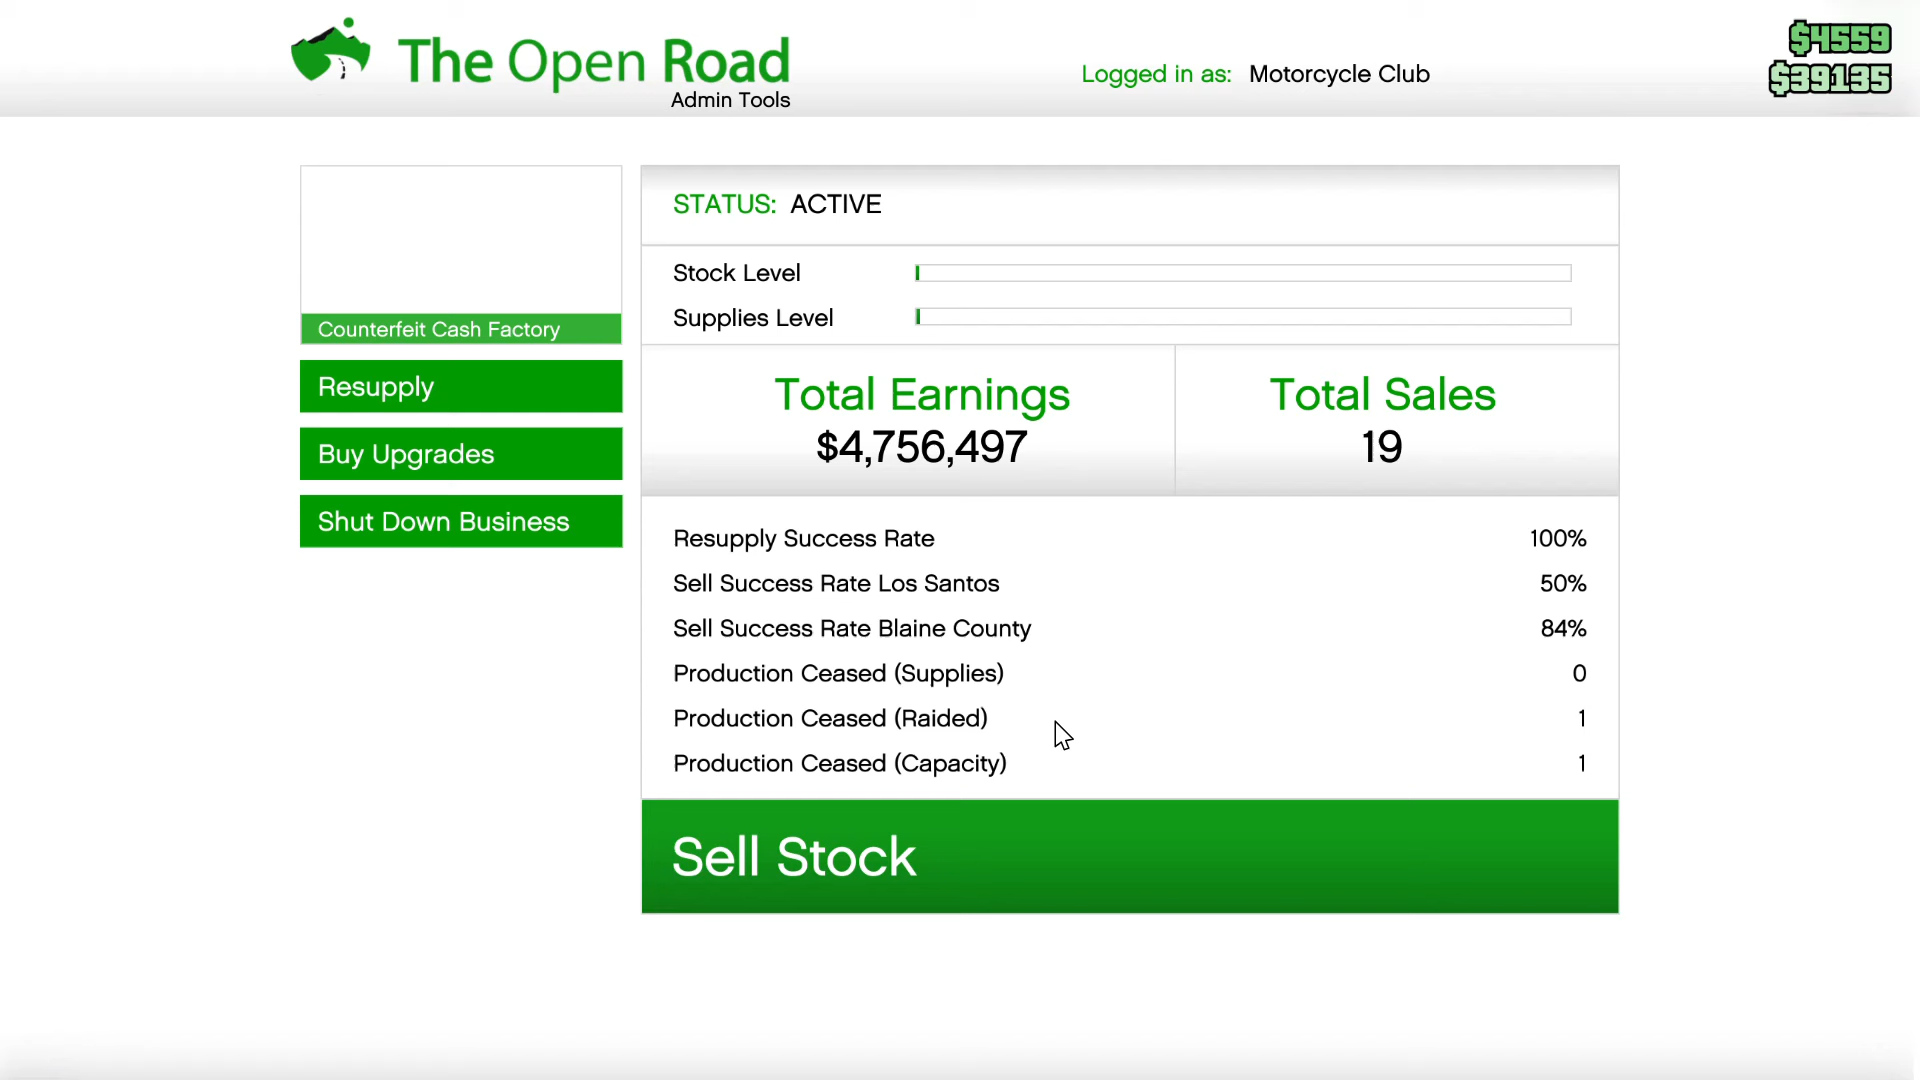 The Open Road
Admin Tools
Logged in as: Motorcycle Club
$4559
$39135
Counterfeit Cash Factory
Resupply
Buy Upgrades
Shut Down Business
STATUS: ACTIVE
Stock Level
Supplies Level
Total Earnings
$4,756,497
Total Sales
19
Resupply Success Rate 100%
Sell Success Rate Los Santos 50%
Sell Success Rate Blaine County 84%
Production Ceased (Supplies) 0
Production Ceased (Raided) 1
Production Ceased (Capacity) 1
Sell Stock